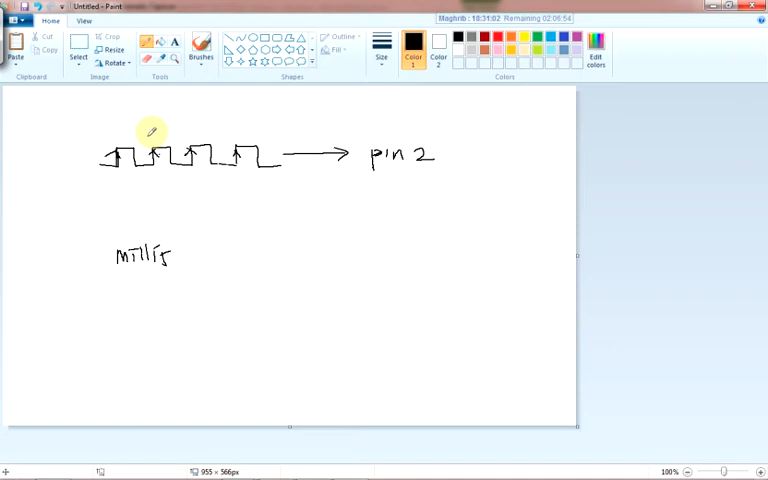 Untitled - Paint
Maghrib : 18:31:02 Remaining 02:06:54
Home View
Cut
Copy
Paste
Clipboard
Select
Crop
Resize
Rotate
Image
Tools
Brushes
Outline
Fill
Shapes
Size
Color 1
Color 2
Edit colors
Colors
pin 2
millis
955 × 566px
100%